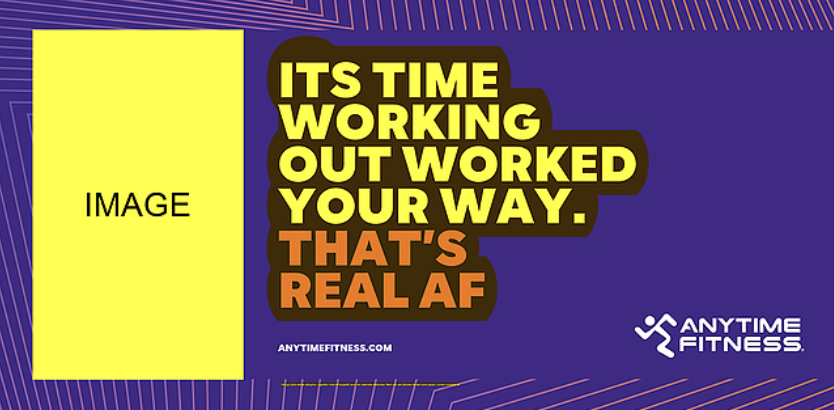 IMAGE
ITS TIME
WORKING
OUT WORKED
YOUR WAY.
THAT'S
REAL AF
ANYTIMEFITNESS.COM
ANYTIME
FITNESS.